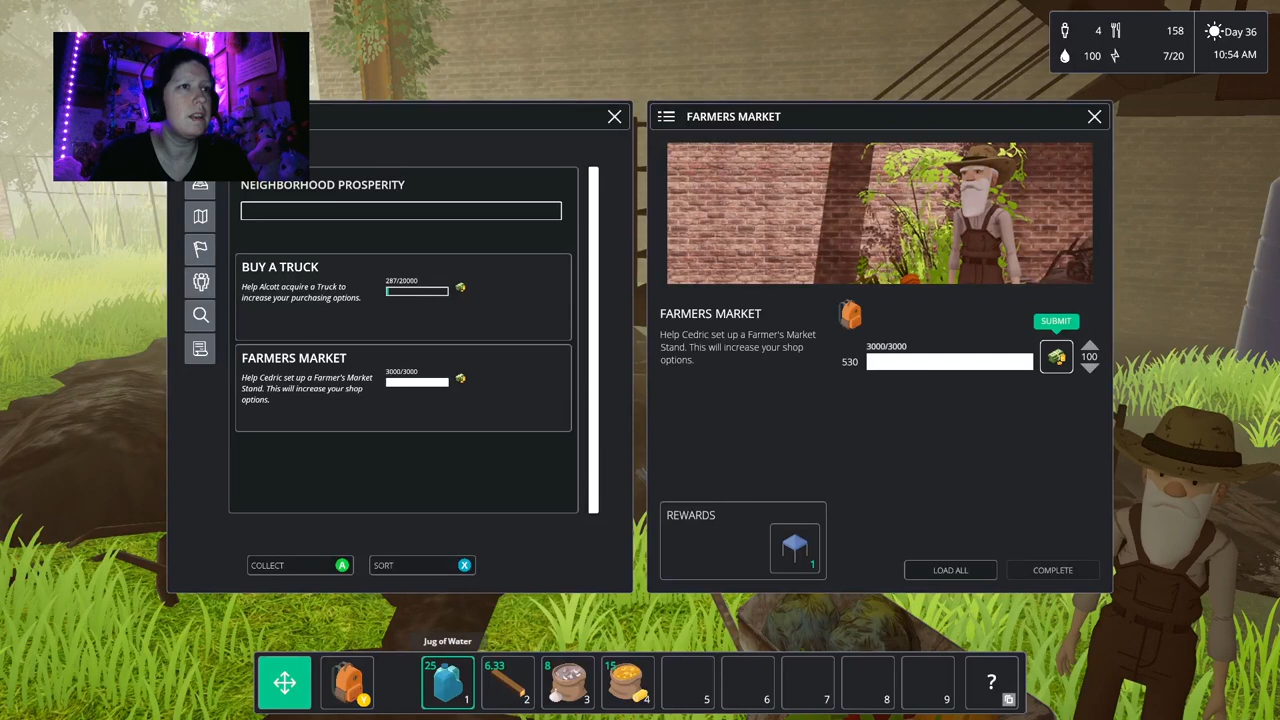 4
158
100
7/20
Day 36
10:54 AM
NEIGHBORHOOD PROSPERITY
BUY A TRUCK
Help Alcott acquire a Truck to
increase your purchasing options.
287/20000
FARMERS MARKET
Help Cedric set up a Farmer's Market
Stand. This will increase your shop
options.
3000/3000
COLLECT A
SORT X
FARMERS MARKET
FARMERS MARKET
Help Cedric set up a Farmer's Market
Stand. This will increase your shop
options.
530
3000/3000
SUBMIT
100
REWARDS
1
LOAD ALL
COMPLETE
Jug of Water
Y
25
1
6.33
2
8
3
15
4
5
6
7
8
9
?